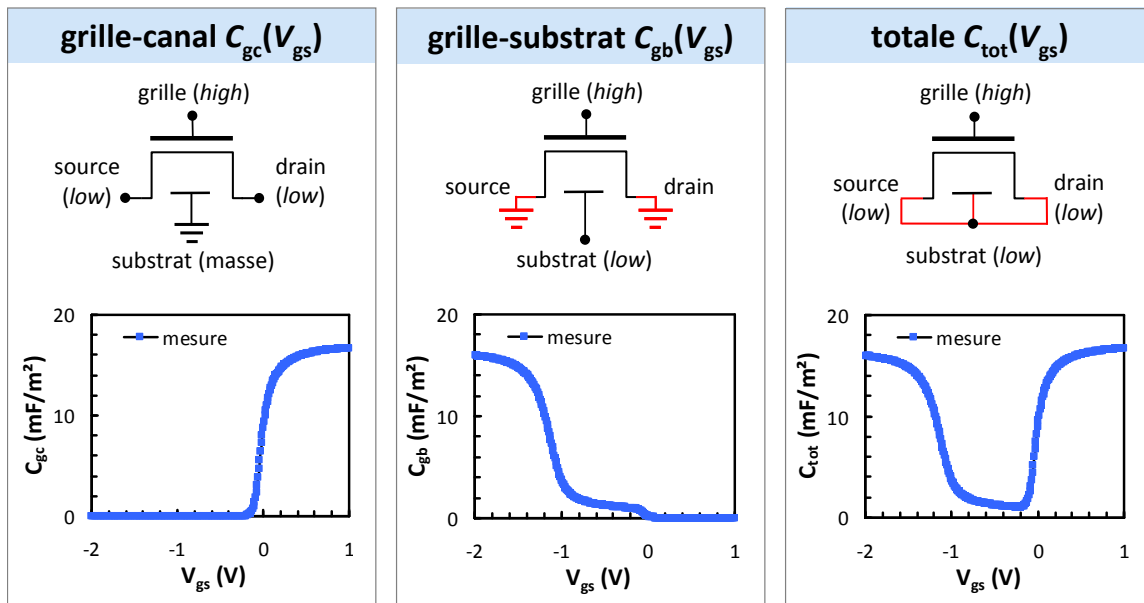 grille-canal Cgc(Vgs)
grille (high)
source
(low)
drain
(low)
substrat (masse)
20
10
0
-2
-1
0
1
mesure
Cgc (mF/m²)
Vgs (V)
grille-substrat Cgb(Vgs)
grille (high)
source
drain
substrat (low)
20
10
0
-2
-1
0
1
mesure
Cgb (mF/m²)
Vgs (V)
totale Ctot(Vgs)
grille (high)
source
(low)
drain
(low)
substrat (low)
20
10
0
-2
-1
0
1
mesure
Ctot (mF/m²)
Vgs (V)